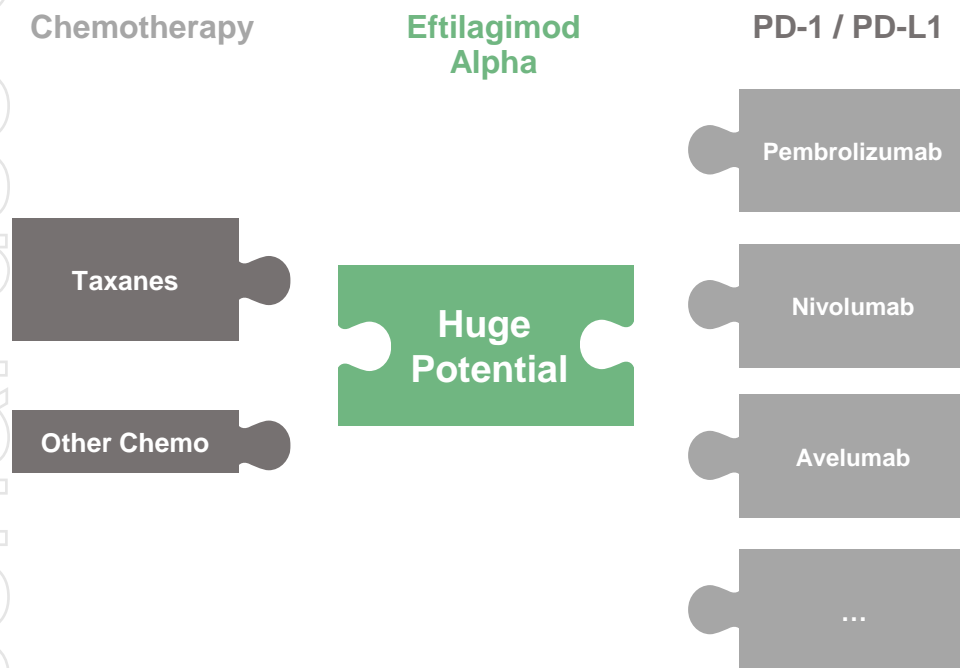 Chemotherapy
Eftilagimod
Alpha
PD-1 / PD-L1
Pembrolizumab
Taxanes
Nivolumab
Huge
Potential
Other Chemo
Avelumab
…